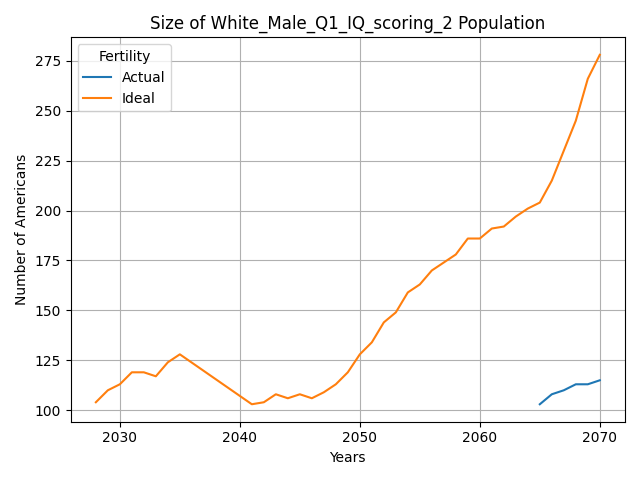 Size of White_Male_Q1_IQ_scoring_2 Population
Fertility
Actual
Ideal
275
250
225
200
175
150
125
100
Number of Americans
2030 2040 2050 2060 2070
Years